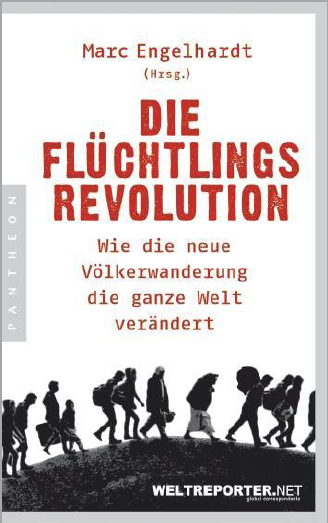 Marc Engelhardt
(Hrsg.)
DIE
FLÜCHTLINGS
REVOLUTION
Wie die neue
Völkerwanderung
die ganze Welt
verändert
PANTHEON
WELTREPORTER.NET
global correspondents